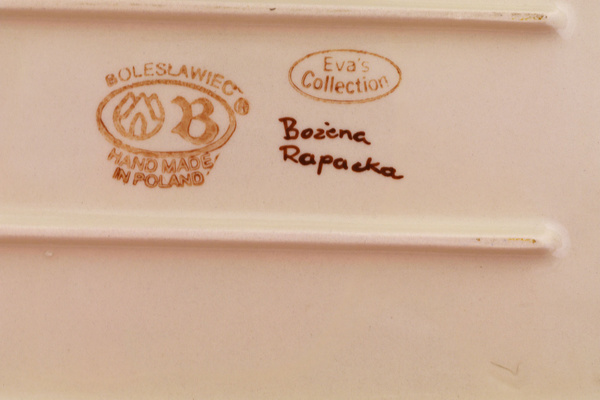 BOLESŁAWIEC ®
B
HAND MADE
IN POLAND
Eva's
Collection
Bożena
Rapacka